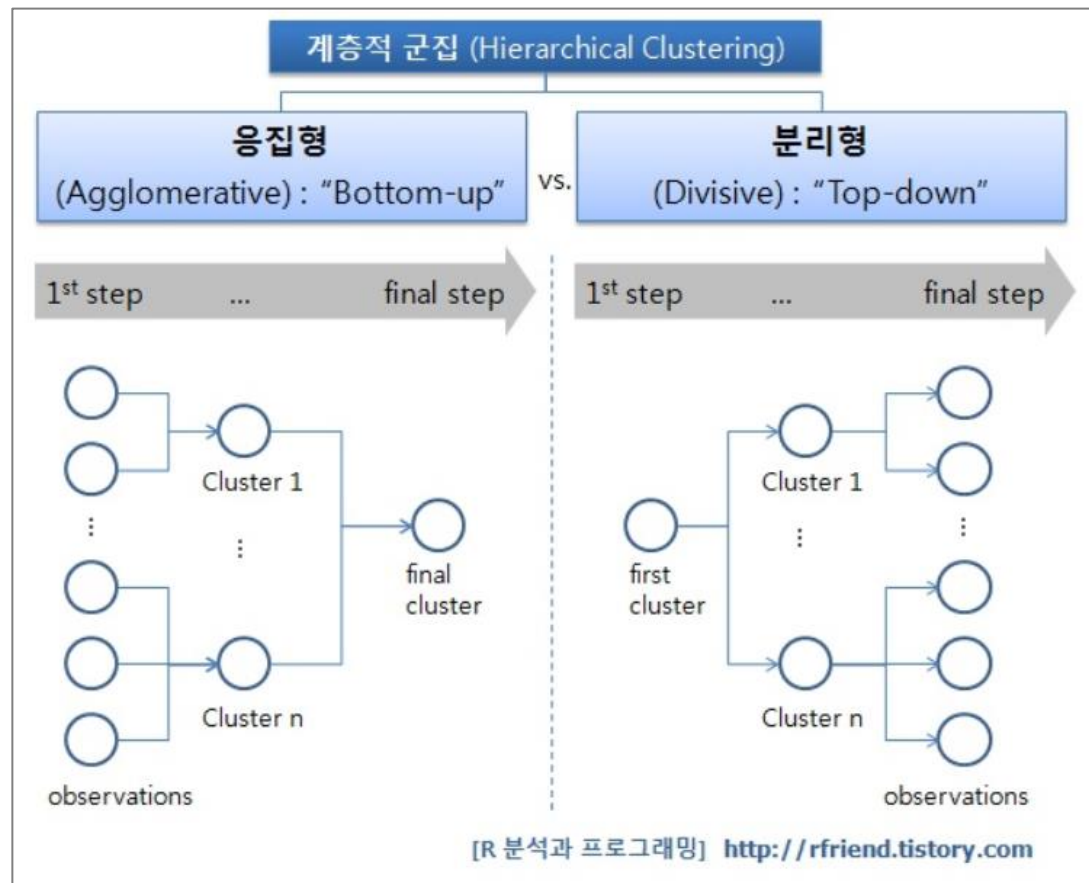 계층적 군집 (Hierarchical Clustering)
응집형
(Agglomerative) : “Bottom-up”
vs.
분리형
(Divisive) : “Top-down”
1st step ... final step
1st step ... final step
Cluster 1
⋮
⋮
final
cluster
Cluster n
observations
Cluster 1
⋮
⋮
first
cluster
Cluster n
observations
[R 분석과 프로그래밍] http://rfriend.tistory.com